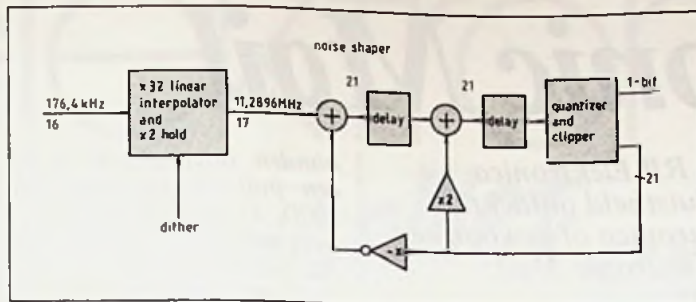 noise shaper
x 32 linear
interpolator
and
x2 hold
176,4 kHz
16
11,2896MHz
17
dither
21
delay
21
delay
quantizer
and
clipper
1-bit
21
x2